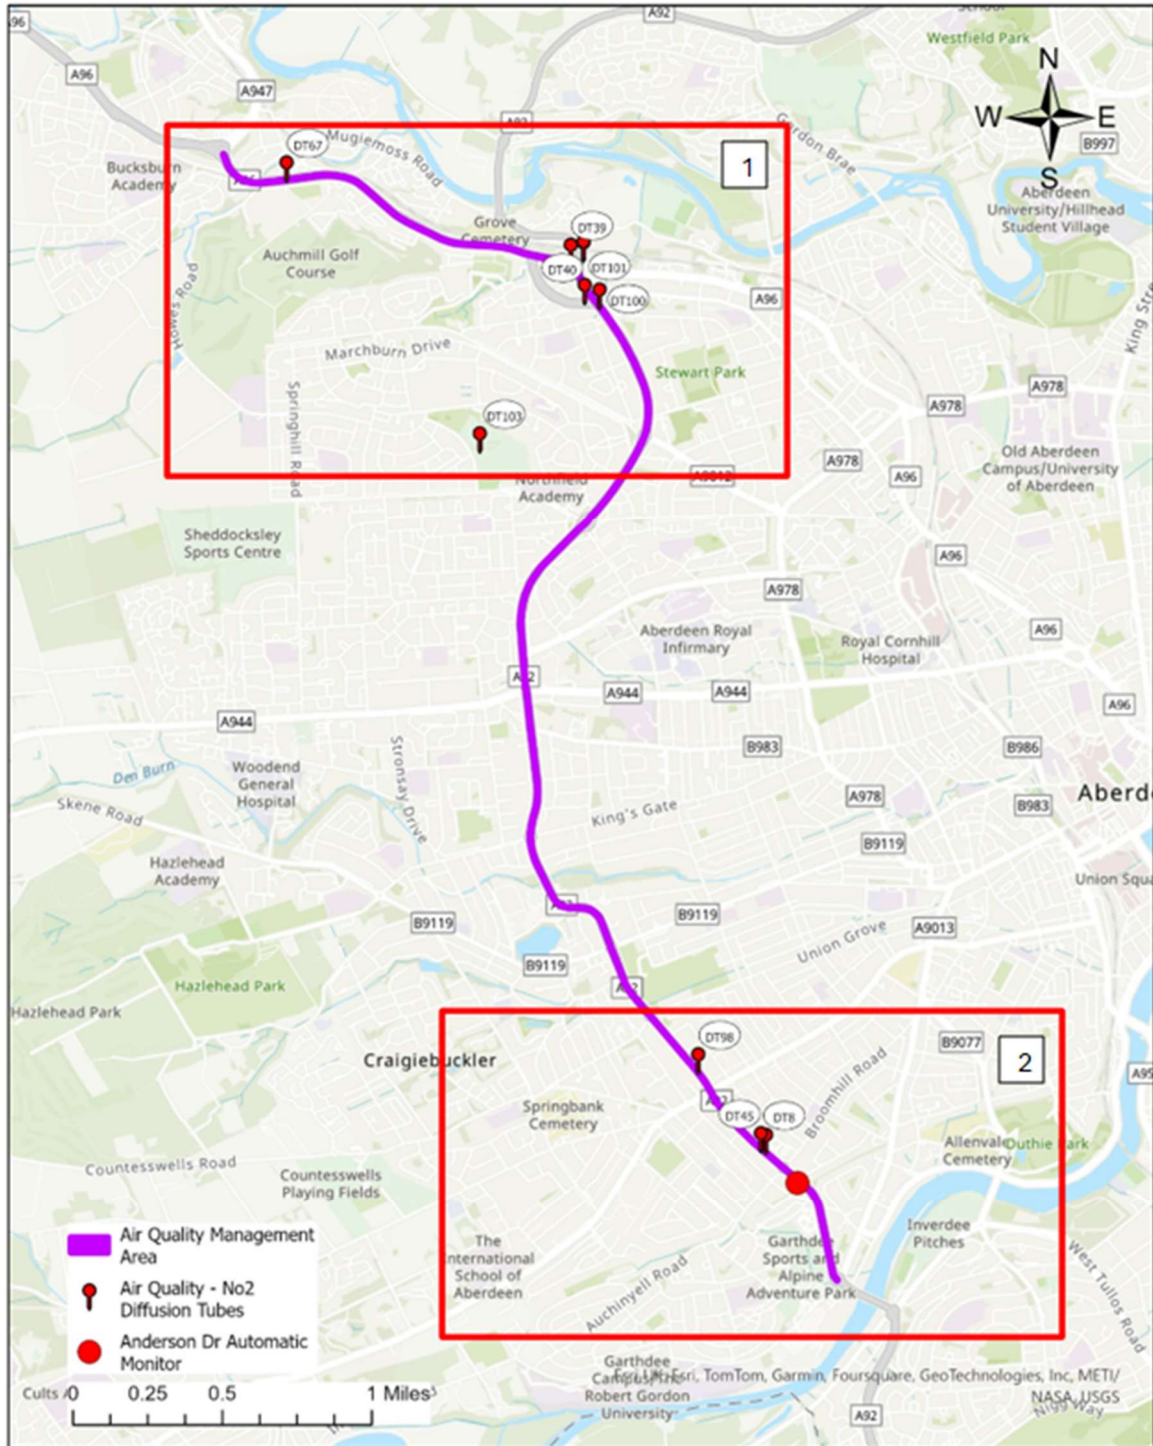 A92
School
A96
Westfield Park
A96
A947
N
W
E
S
A92
Gordon Brae
B997
Mugiemoss Road
1
DT67
Bucksburn
Academy
Aberdeen
University/Hillhead
Student Village
Grove
Cemetery
DT39
Auchmill Golf
Course
DT40
DT101
DT100
A96
Howes Road
King
Marchburn Drive
Stewart Park
A978
A978
Springhill Road
DT103
Old Aberdeen
Campus/University
of Aberdeen
A978
A96
Northfield
Academy
Sheddocksley
Sports Centre
A96
A978
Aberdeen Royal
Infirmary
Royal Cornhill
Hospital
A96
A944
A944
A96
A944
B983
B986
Stronsay Drive
Den Burn
Woodend
General
Hospital
A978
Aberd
B983
Skene Road
King's Gate
B9119
Hazlehead
Academy
Union Squa
B9119
B9119
A9013
Union Grove
B9119
Hazlehead Park
Hazlehead Park
DT98
B9077
2
Craigiebuckler
Broomhill Road
Springbank
Cemetery
DT45
DT8
Allenvale
Cemetery
Duthie Park
Countesswells Road
Countesswells
Playing Fields
Air Quality Management
Area
Air Quality - No2
Diffusion Tubes
Anderson Dr Automatic
Monitor
The
International
School of
Aberdeen
Garthdee
Sports and
Alpine
Adventure Park
Inverdee
Pitches
West Tullos Road
Auchinyell Road
0 0.25 0.5 1 Miles
Cults
Garthdee
Robert Gordon
University
Esri, TomTom, Garmin, Foursquare, GeoTechnologies, Inc, METI/
NASA, USGS
A92
Nigg Way